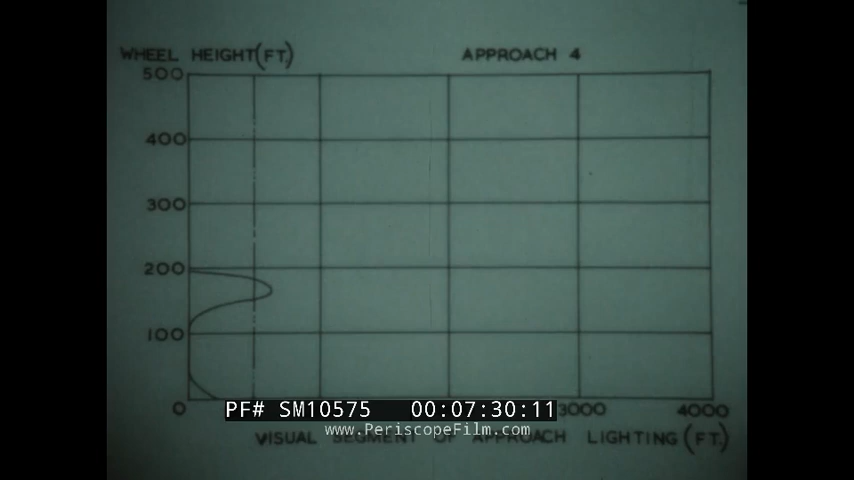 WHEEL HEIGHT(FT.) APPROACH 4
500
400
300
200
100
0 3000 4000
PF# SM10575 00:07:30:11
www.PeriscopeFilm.com
VISUAL SEGMENT OF APPROACH LIGHTING (FT.)